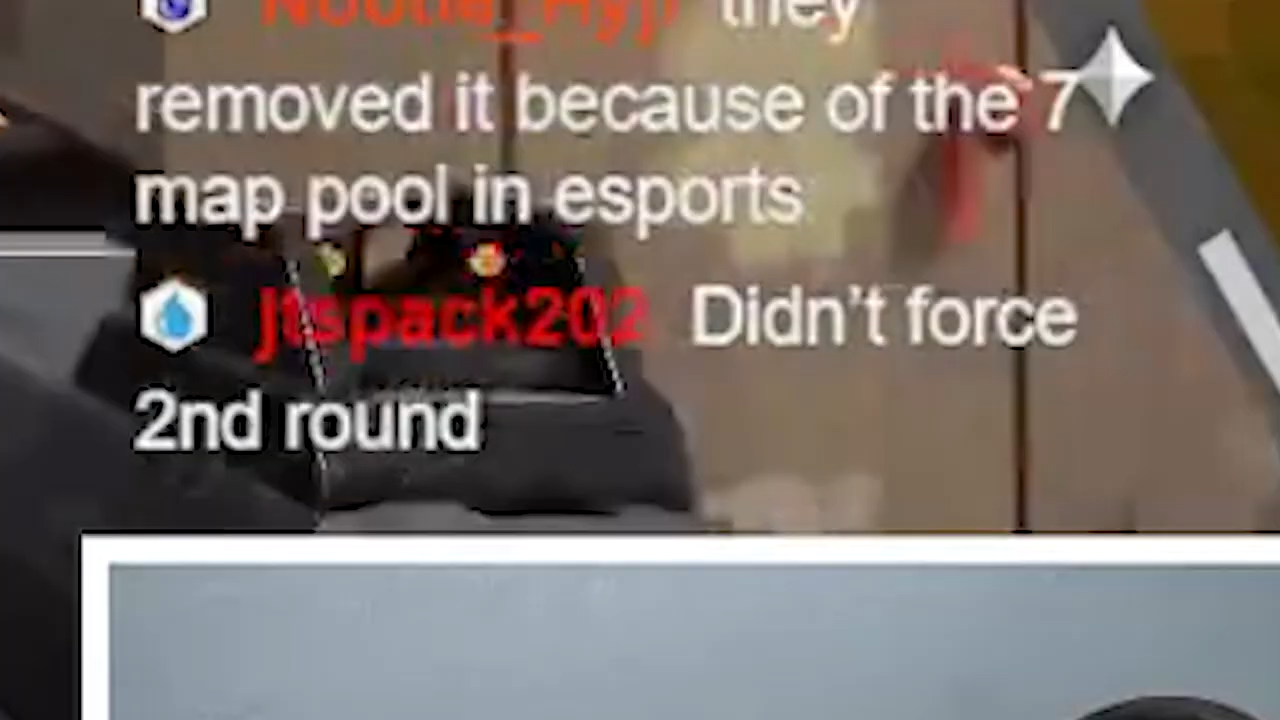 they
removed it because of the 7
map pool in esports
jtspack202 Didn't force
2nd round